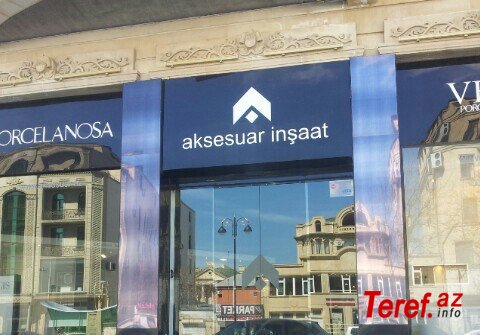 PORCELANOSA
aksesuar inşaat
Teref.az
info